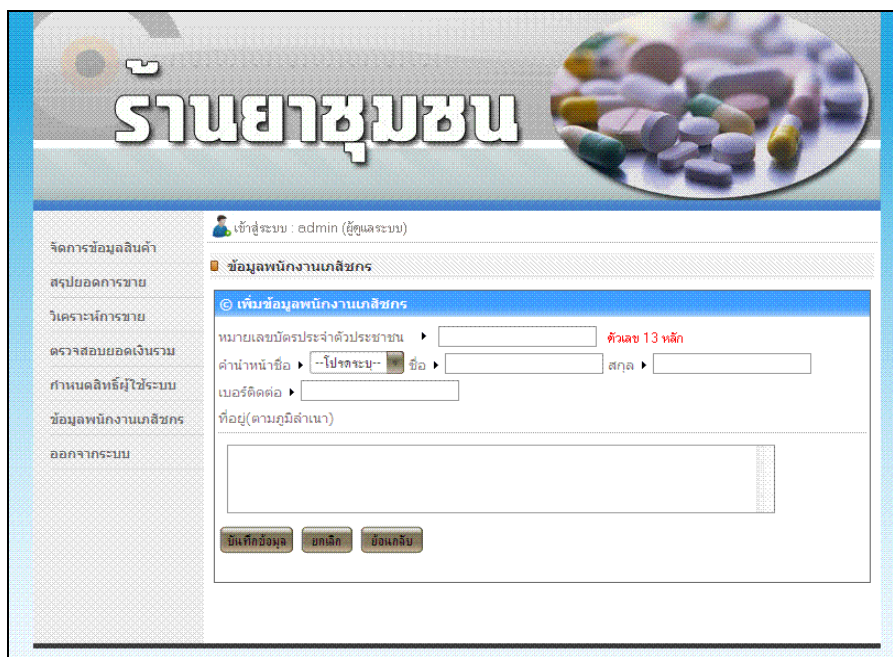 ร้านยาชุมชน
เข้าสู่ระบบ : admin (ผู้ดูแลระบบ)
จัดการข้อมูลสินค้า
สรุปยอดการขาย
วิเคราะห์การขาย
ตรวจสอบยอดเงินรวม
กำหนดสิทธิ์ผู้ใช้ระบบ
ข้อมูลพนักงานเภสัชกร
ออกจากระบบ
ข้อมูลพนักงานเภสัชกร
© เพิ่มข้อมูลพนักงานเภสัชกร
หมายเลขบัตรประจำตัวประชาชน ตัวเลข 13 หลัก
คำนำหน้าชื่อ --โปรดระบุ-- ชื่อ สกุล
เบอร์ติดต่อ
ที่อยู่(ตามภูมิลำเนา)
บันทึกข้อมูล ยกเลิก ย้อนกลับ